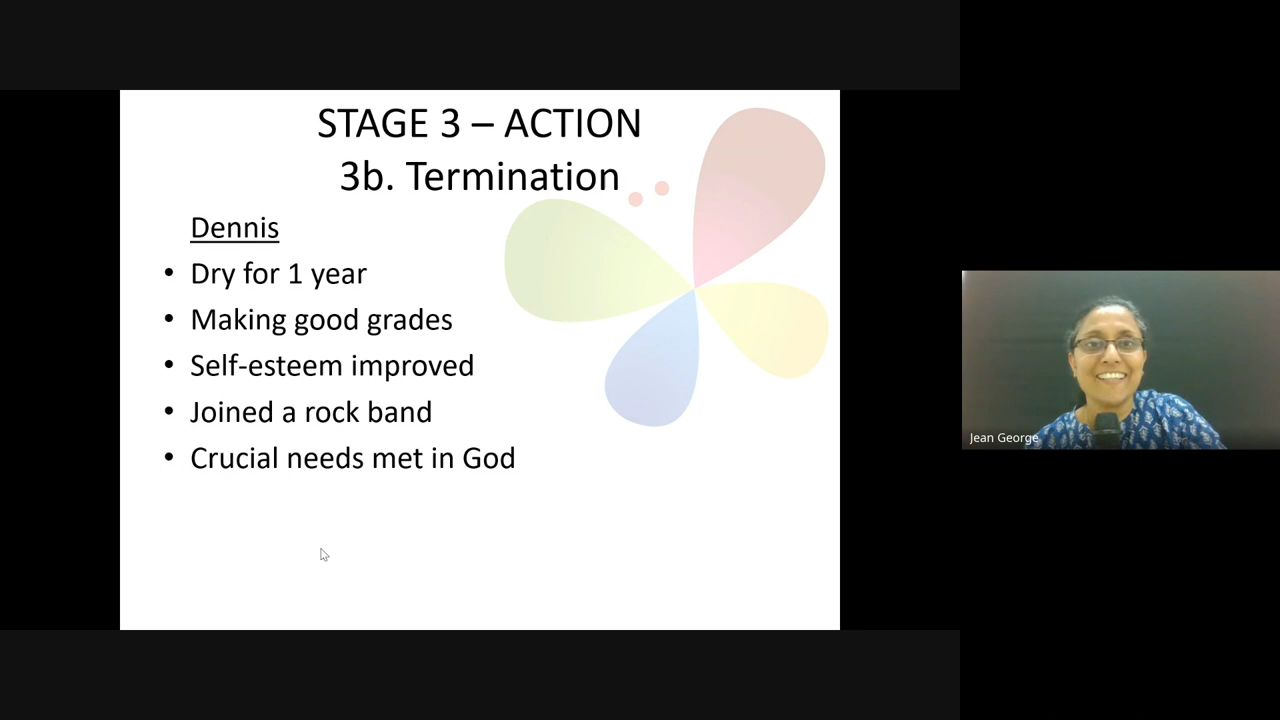 STAGE 3 – ACTION
3b. Termination
Dennis
• Dry for 1 year
• Making good grades
• Self-esteem improved
• Joined a rock band
• Crucial needs met in God
Jean George